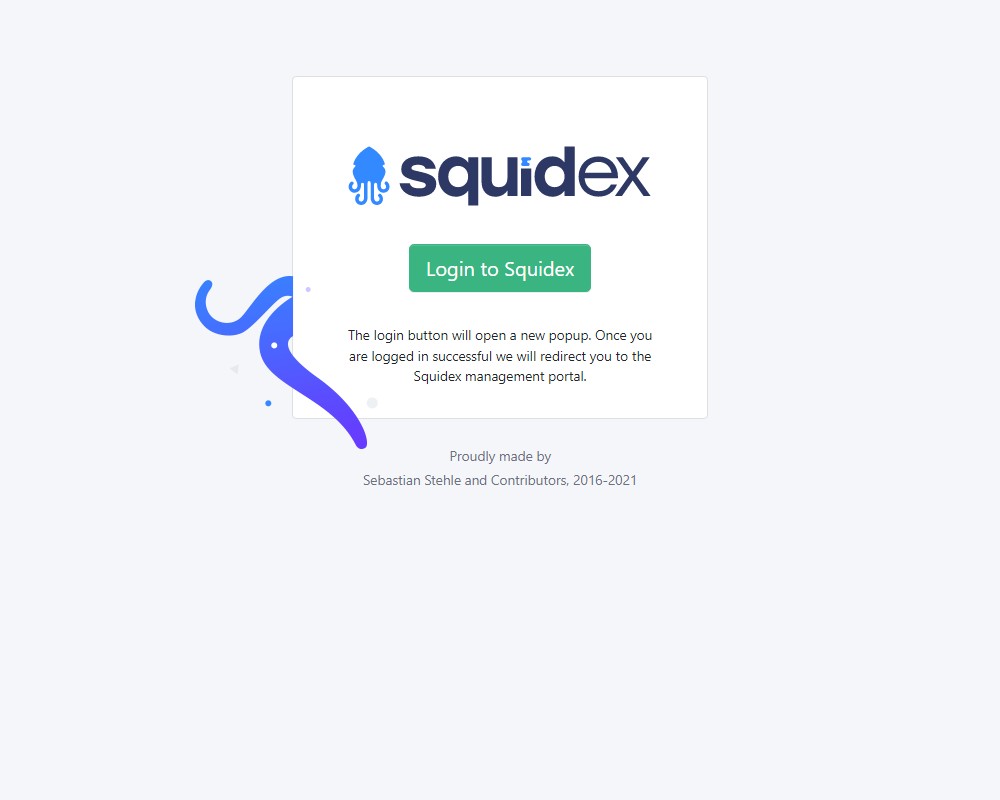 squidex
Login to Squidex
The login button will open a new popup. Once you
are logged in successful we will redirect you to the
Squidex management portal.
Proudly made by
Sebastian Stehle and Contributors, 2016-2021